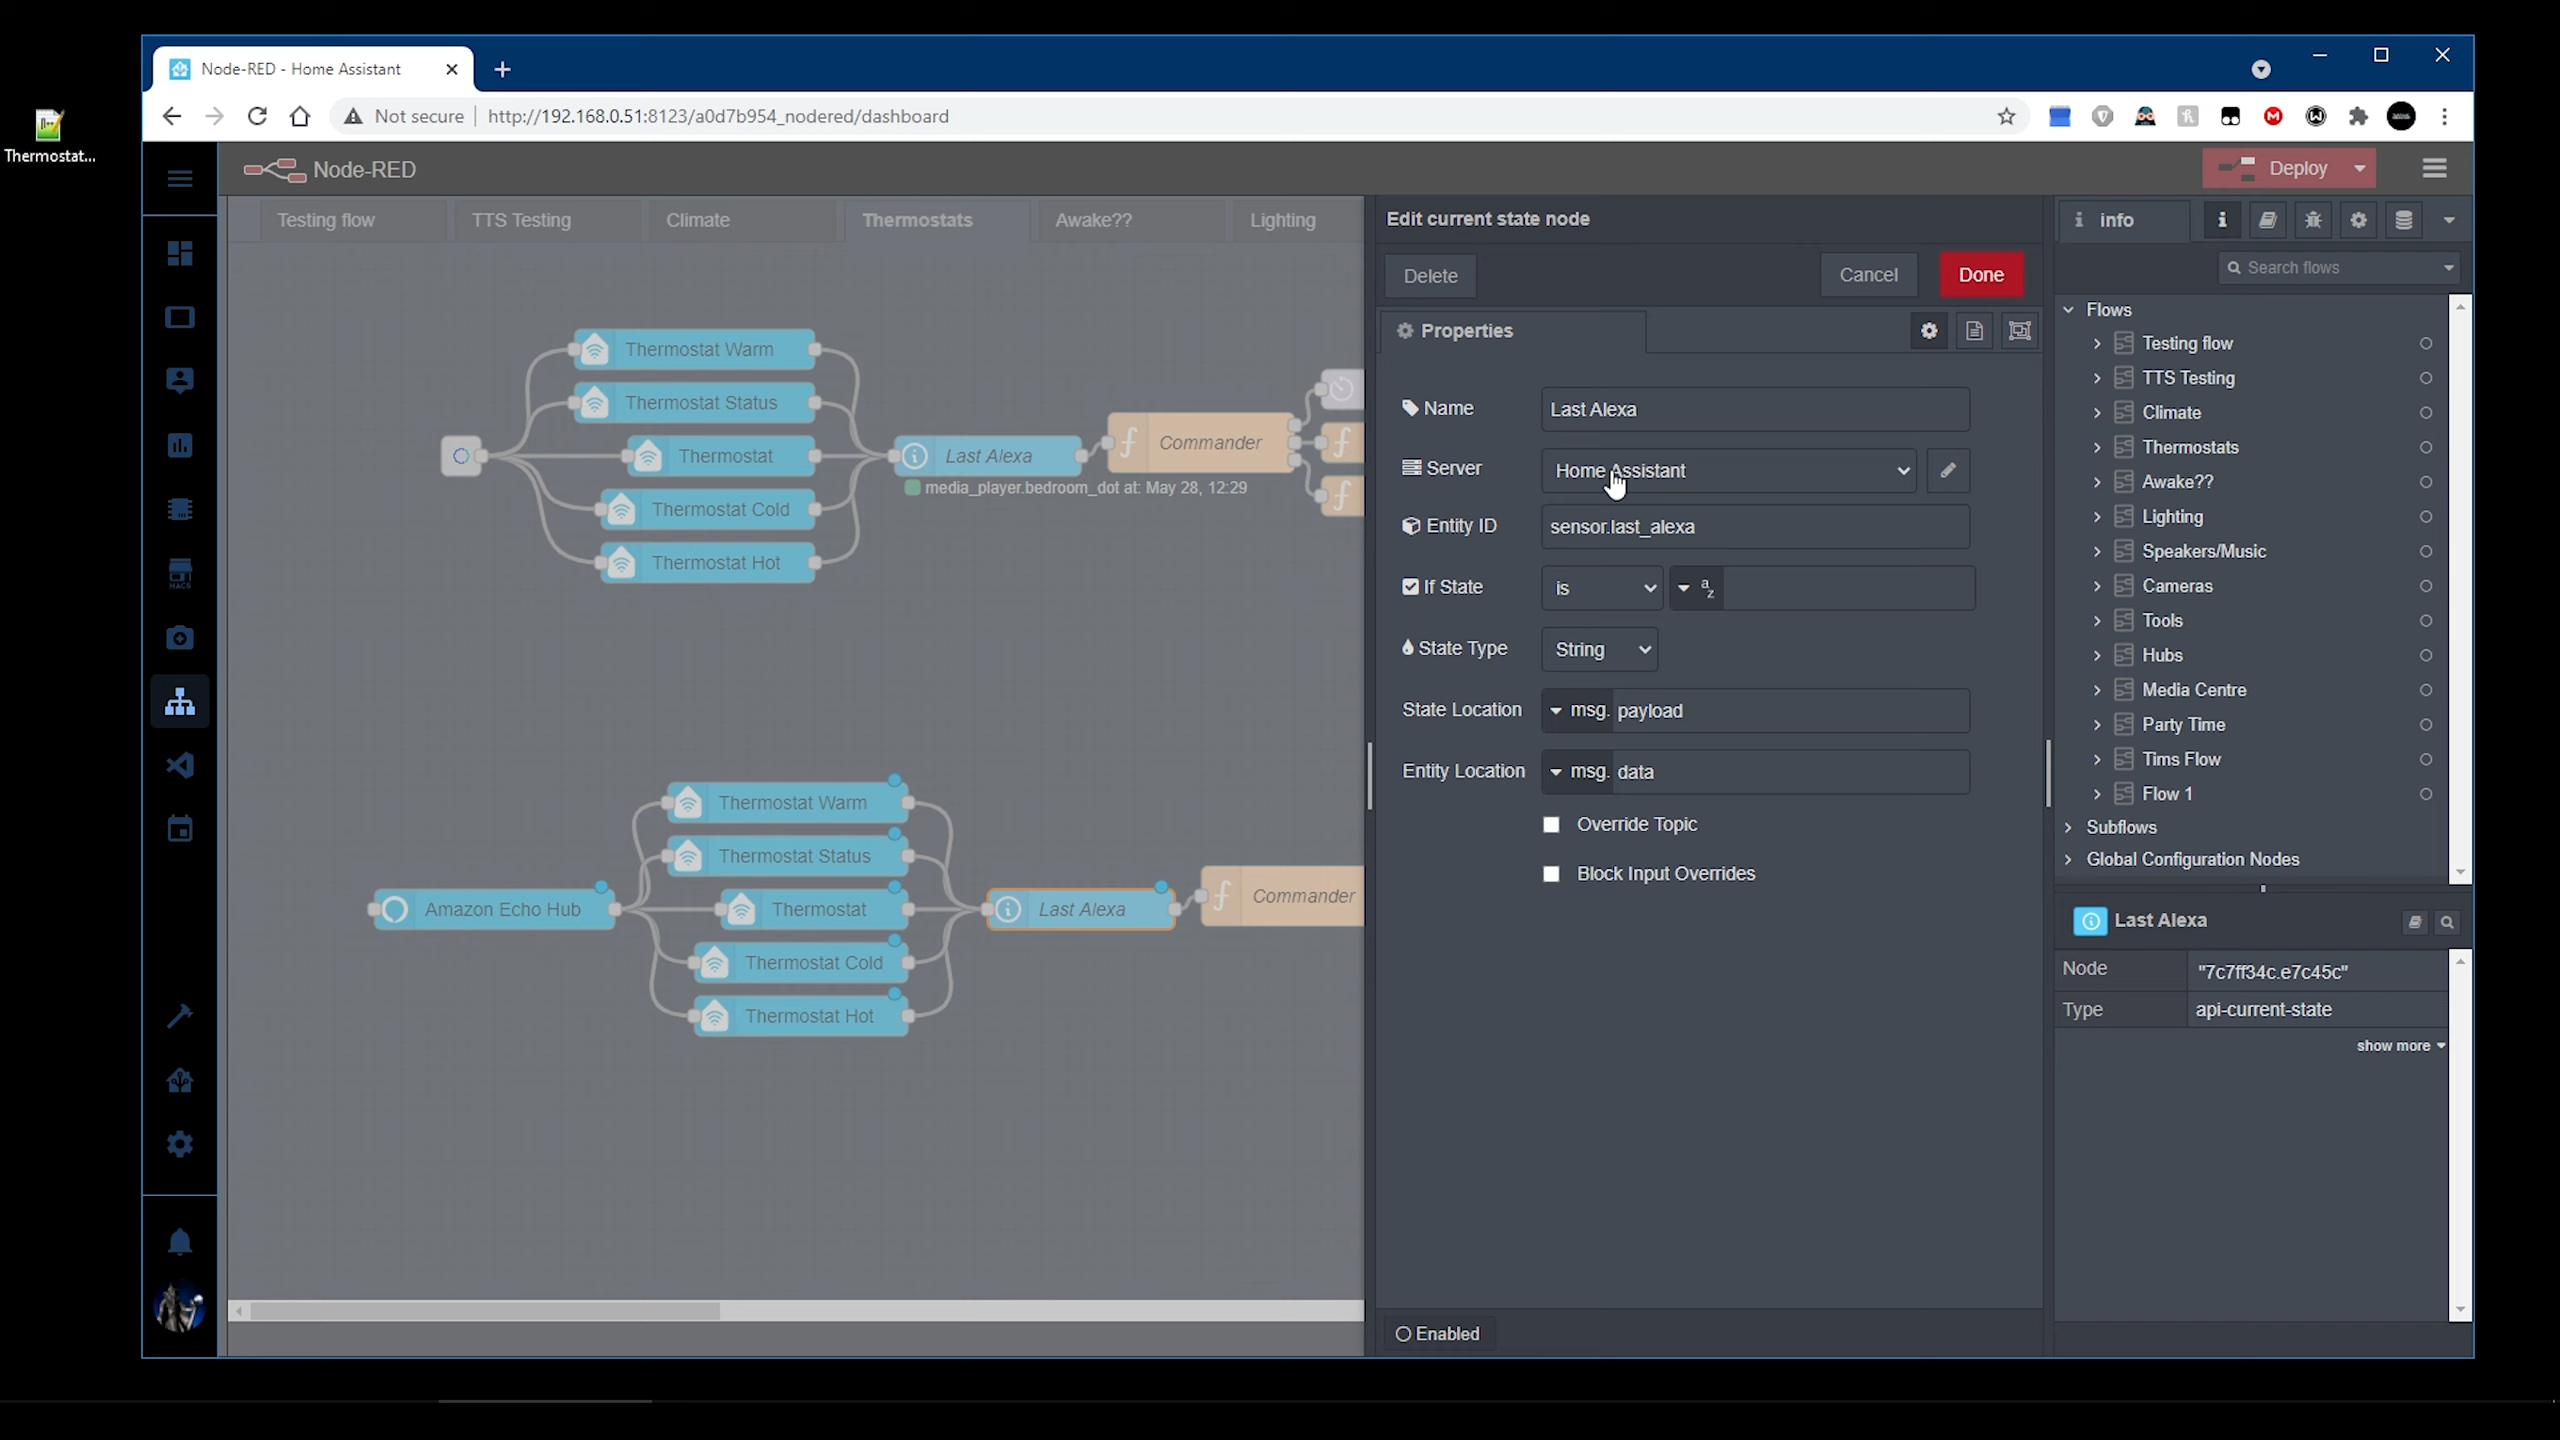 Thermostat...
Node-RED - Home Assistant
Not secure
http://192.168.0.51:8123/a0d7b954_nodered/dashboard
Node-RED
Deploy
Testing flow
TTS Testing
Climate
Thermostats
Awake??
Lighting
HACS
Thermostat Warm
Thermostat Status
Thermostat
Thermostat Cold
Thermostat Hot
Last Alexa
media_player.bedroom_dot at: May 28, 12:29
Commander
Amazon Echo Hub
Thermostat Warm
Thermostat Status
Thermostat
Thermostat Cold
Thermostat Hot
Last Alexa
Commander
Edit current state node
Delete
Cancel
Done
Properties
Name
Last Alexa
Server
Home Assistant
Entity ID
sensor.last_alexa
If State
is
a
z
State Type
String
State Location
msg. payload
Entity Location
msg. data
Override Topic
Block Input Overrides
Enabled
info
Search flows
Flows
Testing flow
TTS Testing
Climate
Thermostats
Awake??
Lighting
Speakers/Music
Cameras
Tools
Hubs
Media Centre
Party Time
Tims Flow
Flow 1
Subflows
Global Configuration Nodes
Last Alexa
Node
"7c7ff34c.e7c45c"
Type
api-current-state
show more